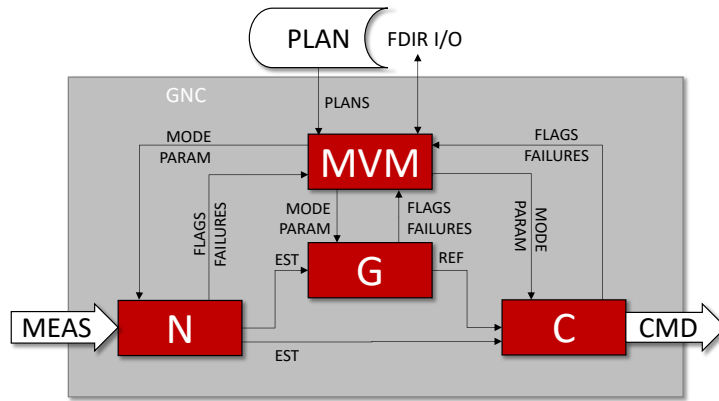 PLAN
FDIR I/O
GNC
PLANS
MODE
PARAM
FLAGS
FAILURES
MVM
FLAGS
FAILURES
MODE
PARAM
FLAGS
FAILURES
MODE
PARAM
EST
G
REF
MEAS
N
C
CMD
EST